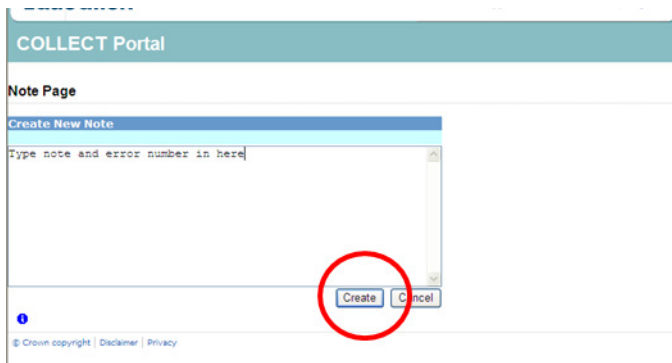 COLLECT Portal
Note Page
Create New Note
Type note and error number in here
Create Cancel
© Crown copyright | Disclaimer | Privacy